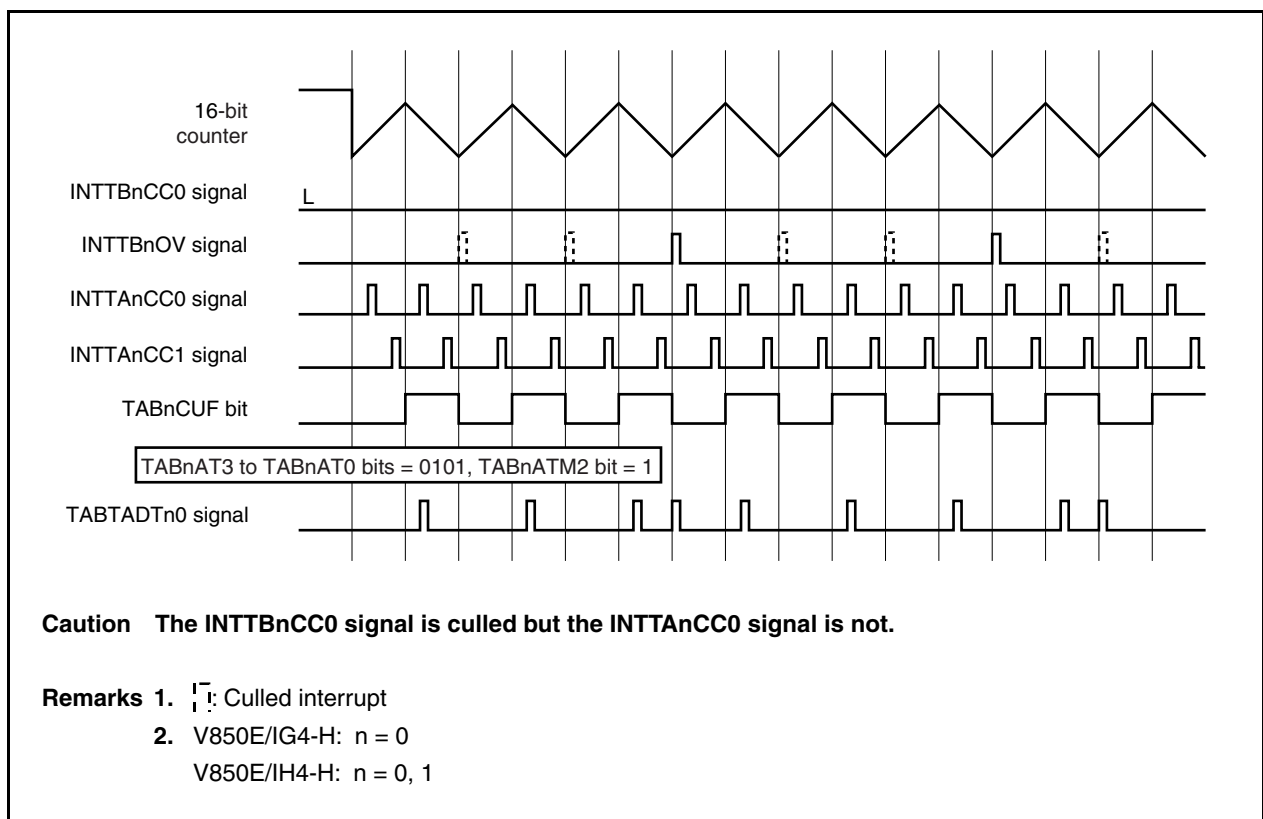 16-bit
counter
INTTBnCC0 signal
L
INTTBnOV signal
INTTAnCC0 signal
INTTAnCC1 signal
TABnCUF bit
TABnAT3 to TABnAT0 bits = 0101, TABnATM2 bit = 1
TABTADTn0 signal
Caution The INTTBnCC0 signal is culled but the INTTAnCC0 signal is not.
Remarks 1. : Culled interrupt
2. V850E/IG4-H: n = 0
V850E/IH4-H: n = 0, 1